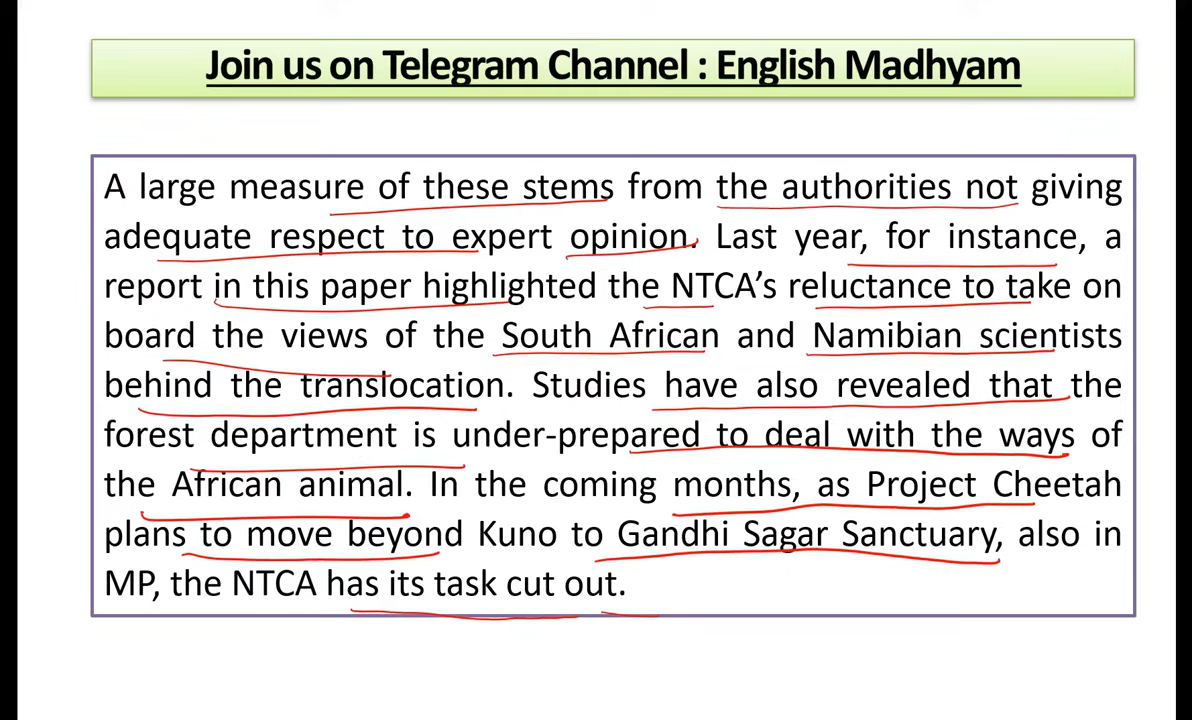 Join us on Telegram Channel : English Madhyam
A large measure of these stems from the authorities not giving
adequate respect to expert opinion. Last year, for instance, a
report in this paper highlighted the NTCA’s reluctance to take on
board the views of the South African and Namibian scientists
behind the translocation. Studies have also revealed that the
forest department is under-prepared to deal with the ways of
the African animal. In the coming months, as Project Cheetah
plans to move beyond Kuno to Gandhi Sagar Sanctuary, also in
MP, the NTCA has its task cut out.